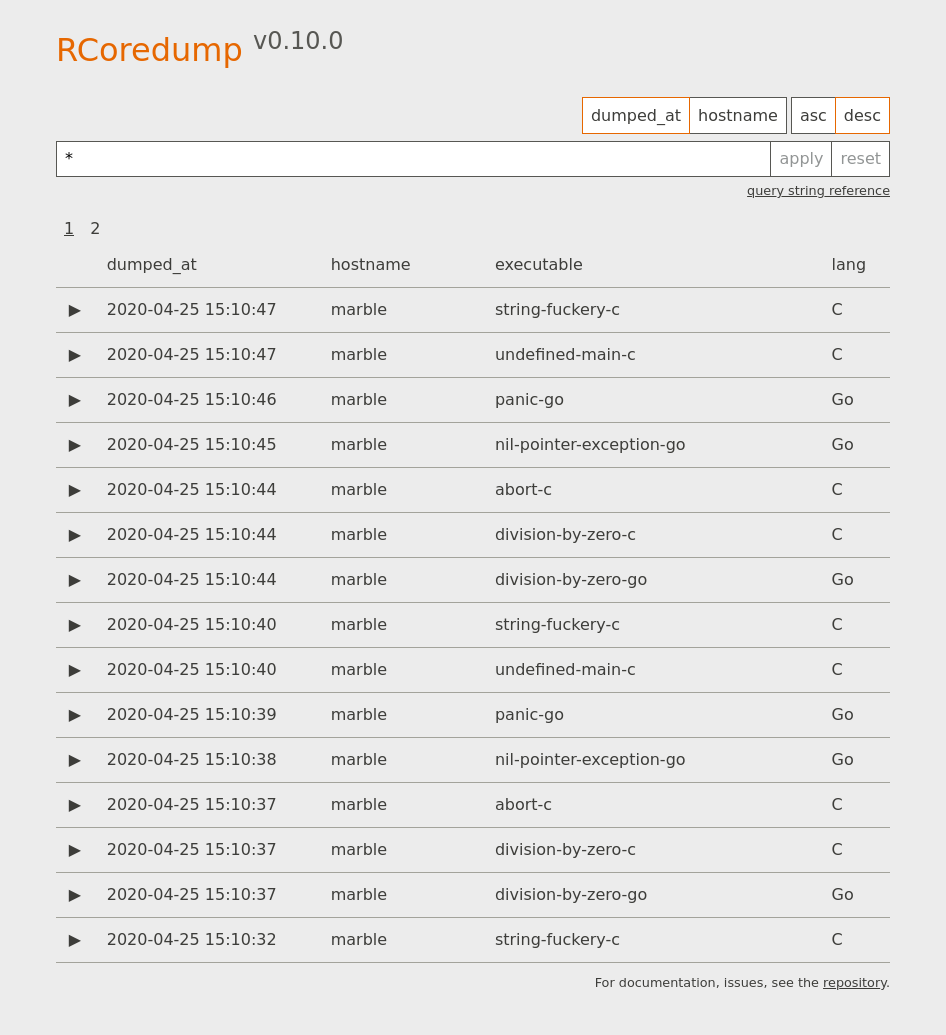 RCoredump v0.10.0
dumped_at hostname asc desc
* apply reset
query string reference
1 2
dumped_at hostname executable lang
▶ 2020-04-25 15:10:47 marble string-fuckery-c C
▶ 2020-04-25 15:10:47 marble undefined-main-c C
▶ 2020-04-25 15:10:46 marble panic-go Go
▶ 2020-04-25 15:10:45 marble nil-pointer-exception-go Go
▶ 2020-04-25 15:10:44 marble abort-c C
▶ 2020-04-25 15:10:44 marble division-by-zero-c C
▶ 2020-04-25 15:10:44 marble division-by-zero-go Go
▶ 2020-04-25 15:10:40 marble string-fuckery-c C
▶ 2020-04-25 15:10:40 marble undefined-main-c C
▶ 2020-04-25 15:10:39 marble panic-go Go
▶ 2020-04-25 15:10:38 marble nil-pointer-exception-go Go
▶ 2020-04-25 15:10:37 marble abort-c C
▶ 2020-04-25 15:10:37 marble division-by-zero-c C
▶ 2020-04-25 15:10:37 marble division-by-zero-go Go
▶ 2020-04-25 15:10:32 marble string-fuckery-c C
For documentation, issues, see the repository.